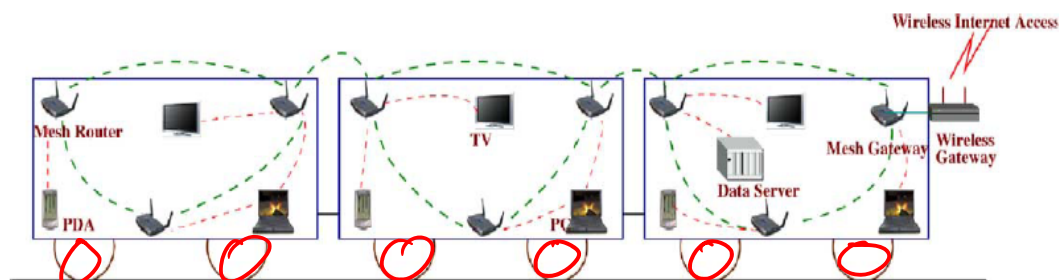 Wireless Internet Access
Mesh Router
TV
Mesh Gateway
Wireless
Gateway
Data Server
PDA
PC